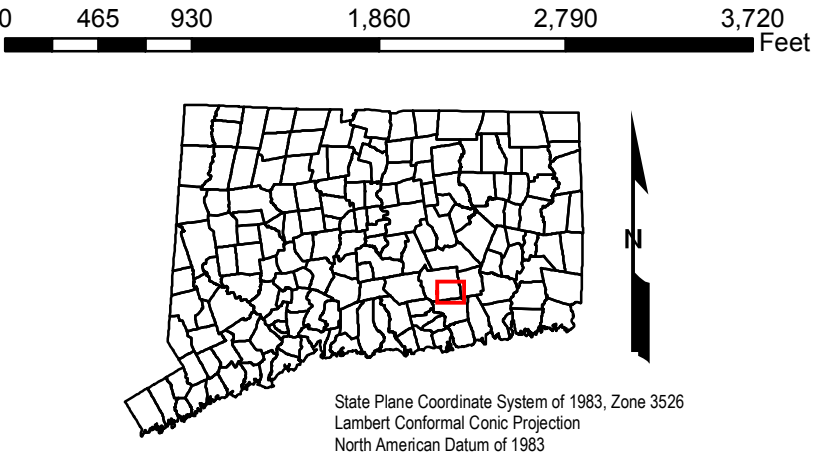 0 465 930 1,860 2,790 3,720
Feet
N
State Plane Coordinate System of 1983, Zone 3526
Lambert Conformal Conic Projection
North American Datum of 1983